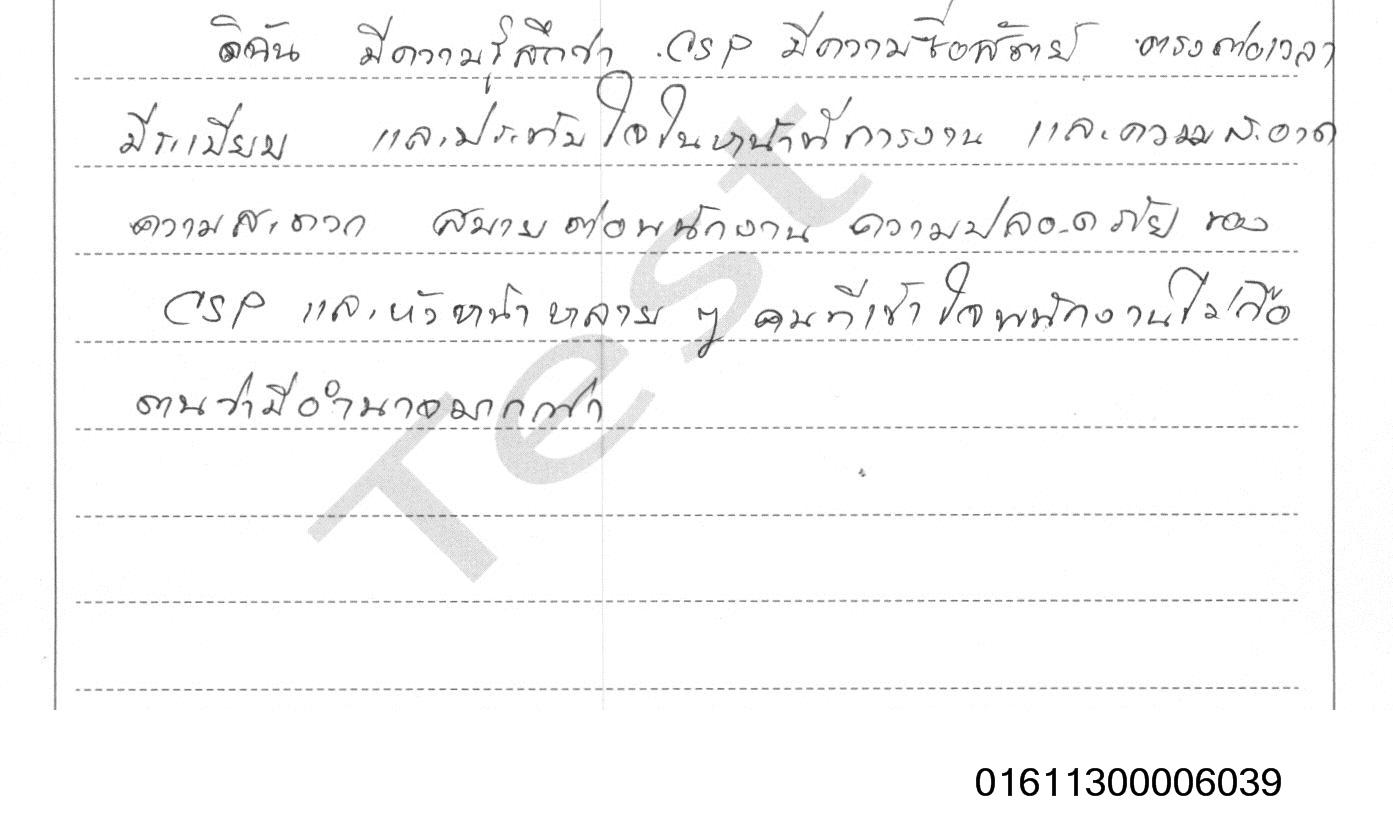 ดิฉัน มีความรู้สึกว่า CSP มีความซื่อสัตย์ ตรงต่อเวลา
มีระเบียบ และประทับใจในหน้าที่การงาน และความสะอาด
ความสะดวก สบายต่อพนักงาน ความปลอดภัย ของ
CSP และหัวหน้าหลาย ๆ คนที่เข้าใจพนักงานไม่ถือ
ตนว่ามีอำนาจมากกว่า
Test
01611300006039